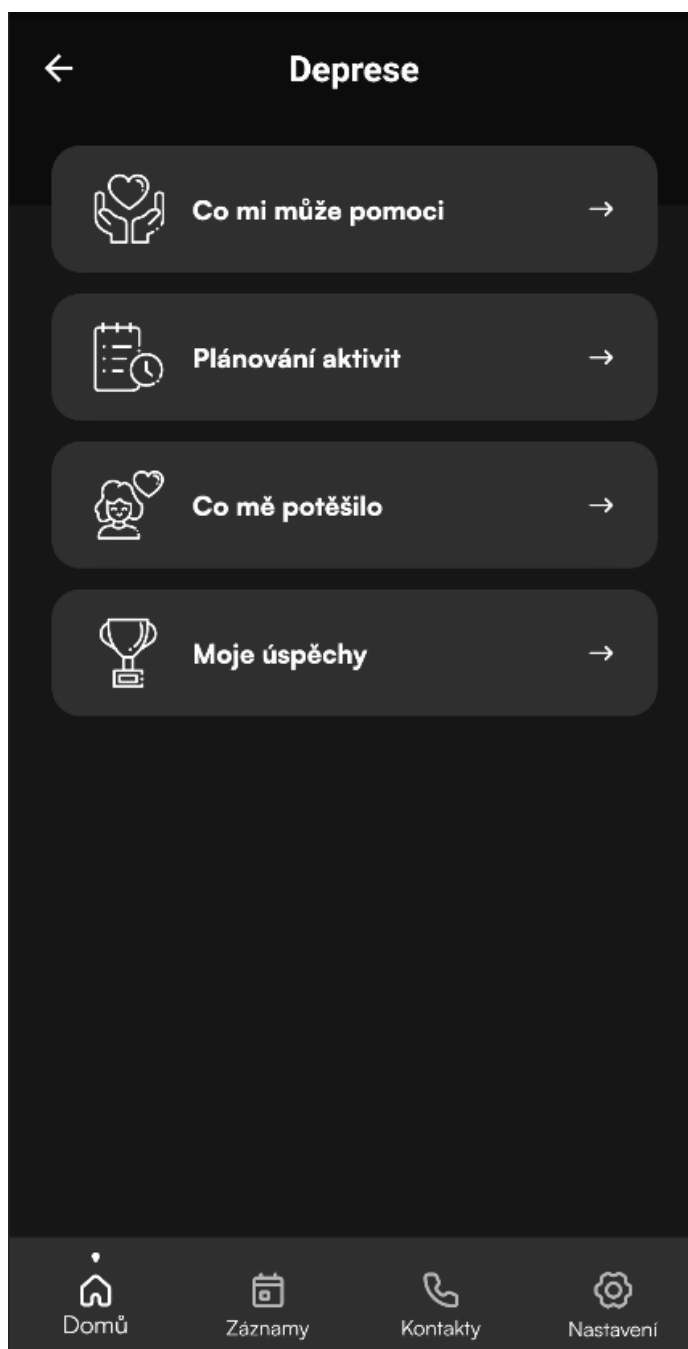 Deprese
Co mi může pomoci
Plánování aktivit
Co mě potěšilo
Moje úspěchy
Domů
Záznamy
Kontakty
Nastavení